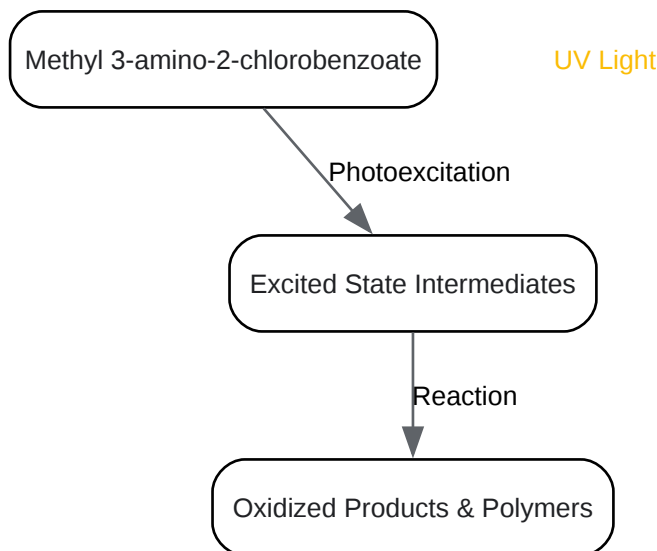 Methyl 3-amino-2-chlorobenzoate
UV Light
Photoexcitation
Excited State Intermediates
Reaction
Oxidized Products & Polymers